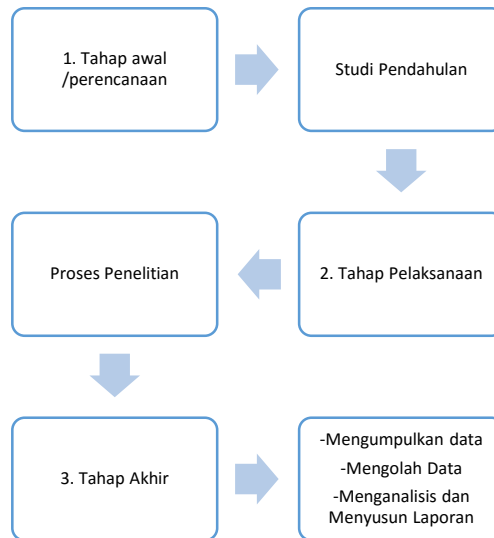 1. Tahap awal
/perencanaan
Studi Pendahulan
Proses Penelitian
2. Tahap Pelaksanaan
3. Tahap Akhir
-Mengumpulkan data
-Mengolah Data
-Menganalisis dan
Menyusun Laporan